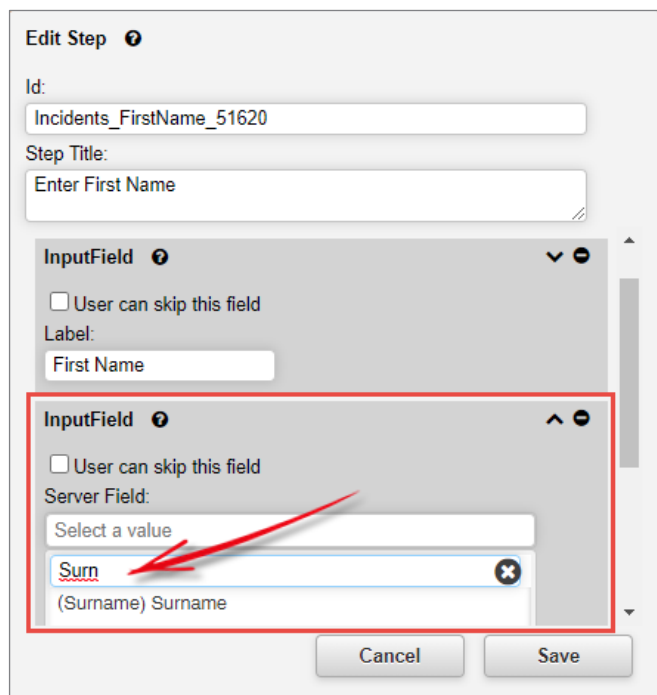 Edit Step
Id:
Incidents_FirstName_51620
Step Title:
Enter First Name
InputField
User can skip this field
Label:
First Name
InputField
User can skip this field
Server Field:
Select a value
Surn
(Surname) Surname
Cancel Save